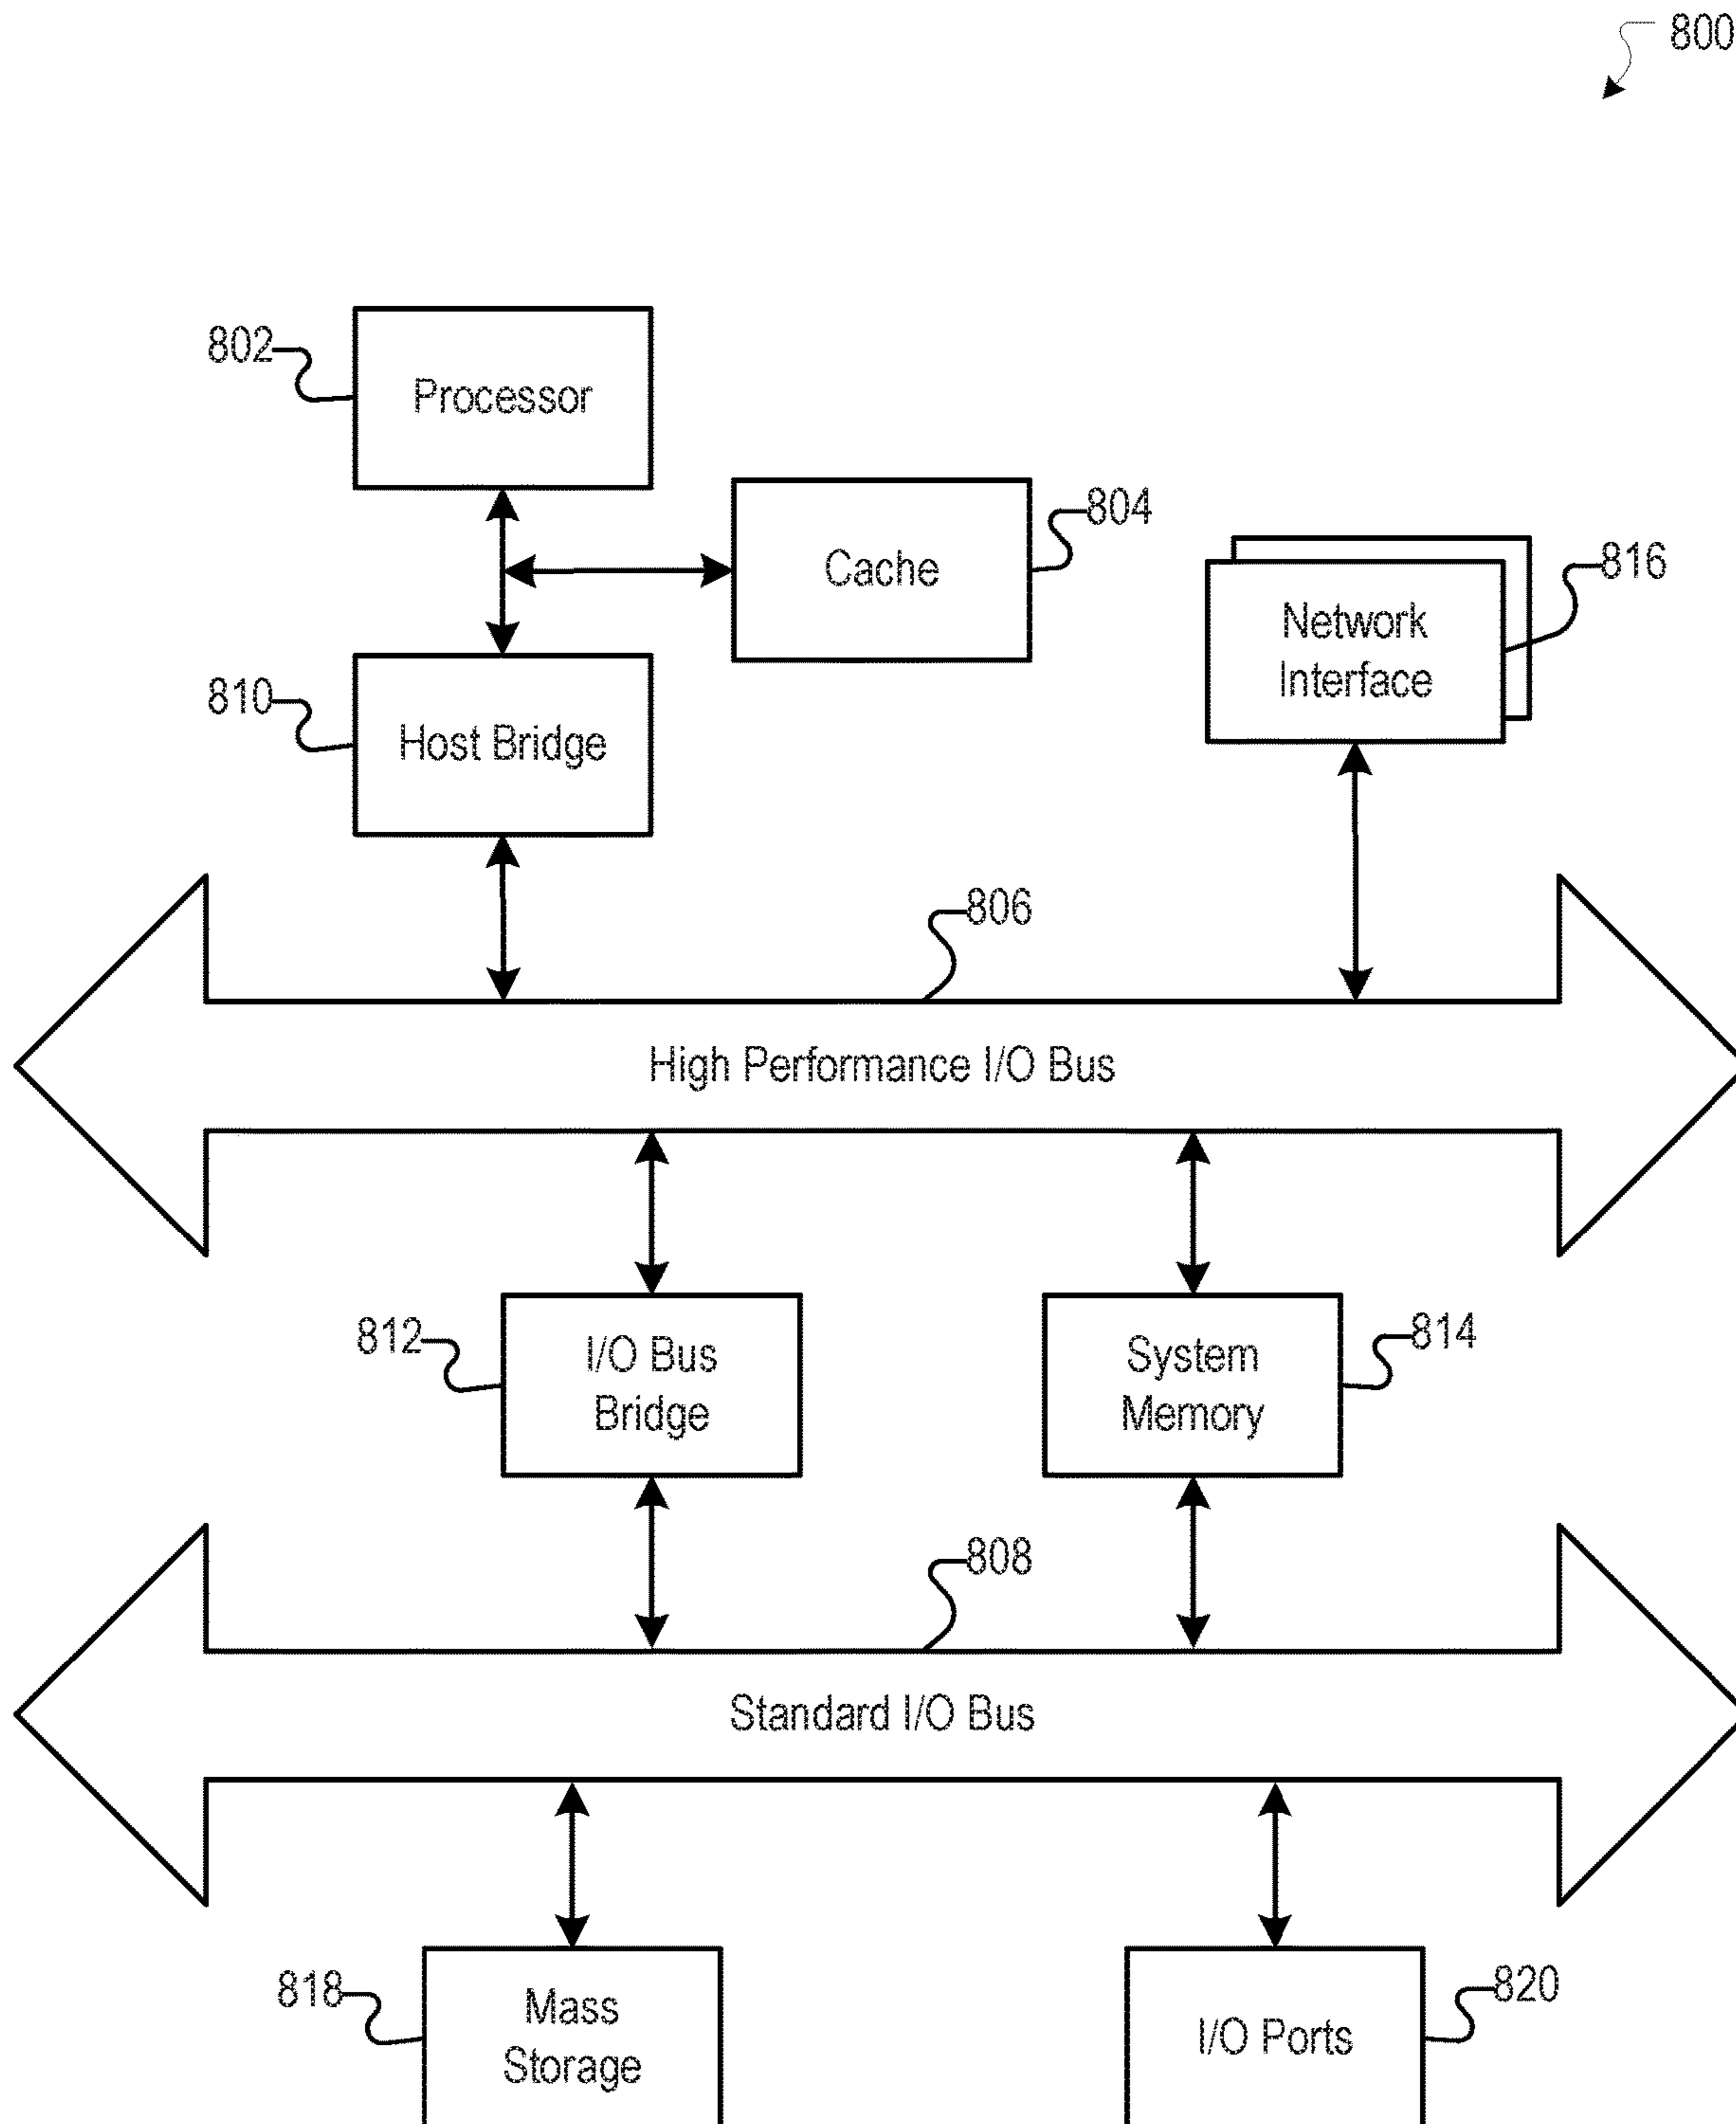 800
802
Processor
804
Cache
816
Network
Interface
810
Host Bridge
806
High Performance I/O Bus
812
I/O Bus
Bridge
System
Memory
814
808
Standard I/O Bus
818
Mass
Storage
I/O Ports
820